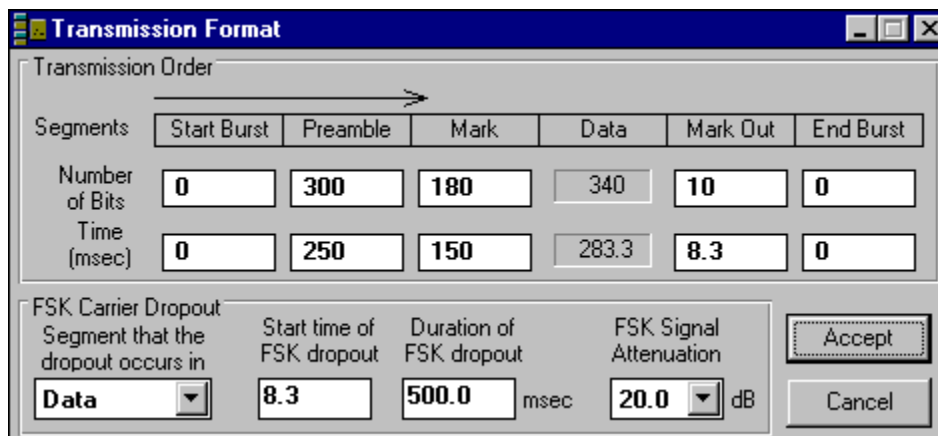 Transmission Format
Transmission Order
Segments Start Burst Preamble Mark Data Mark Out End Burst
Number of Bits 0 300 180 340 10 0
Time (msec) 0 250 150 283.3 8.3 0
FSK Carrier Dropout
Segment that the dropout occurs in
Start time of FSK dropout
Duration of FSK dropout
FSK Signal Attenuation
Data 8.3 500.0 msec 20.0 dB
Accept
Cancel